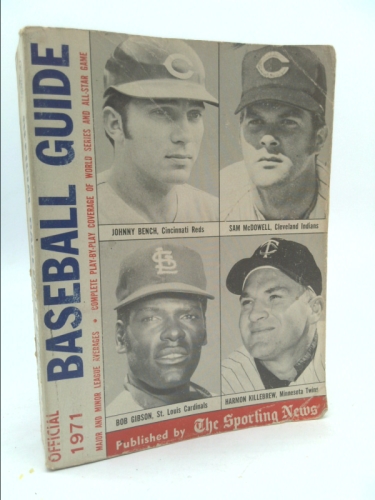 OFFICIAL
1971
BASEBALL GUIDE
MAJOR AND MINOR LEAGUE AVERAGES • COMPLETE PLAY-BY-PLAY COVERAGE OF WORLD SERIES AND ALL-STAR GAME
C
C
JOHNNY BENCH, Cincinnati Reds
SAM McDOWELL, Cleveland Indians
STL
TC
BOB GIBSON, St. Louis Cardinals
HARMON KILLEBREW, Minnesota Twins
Published by The Sporting News